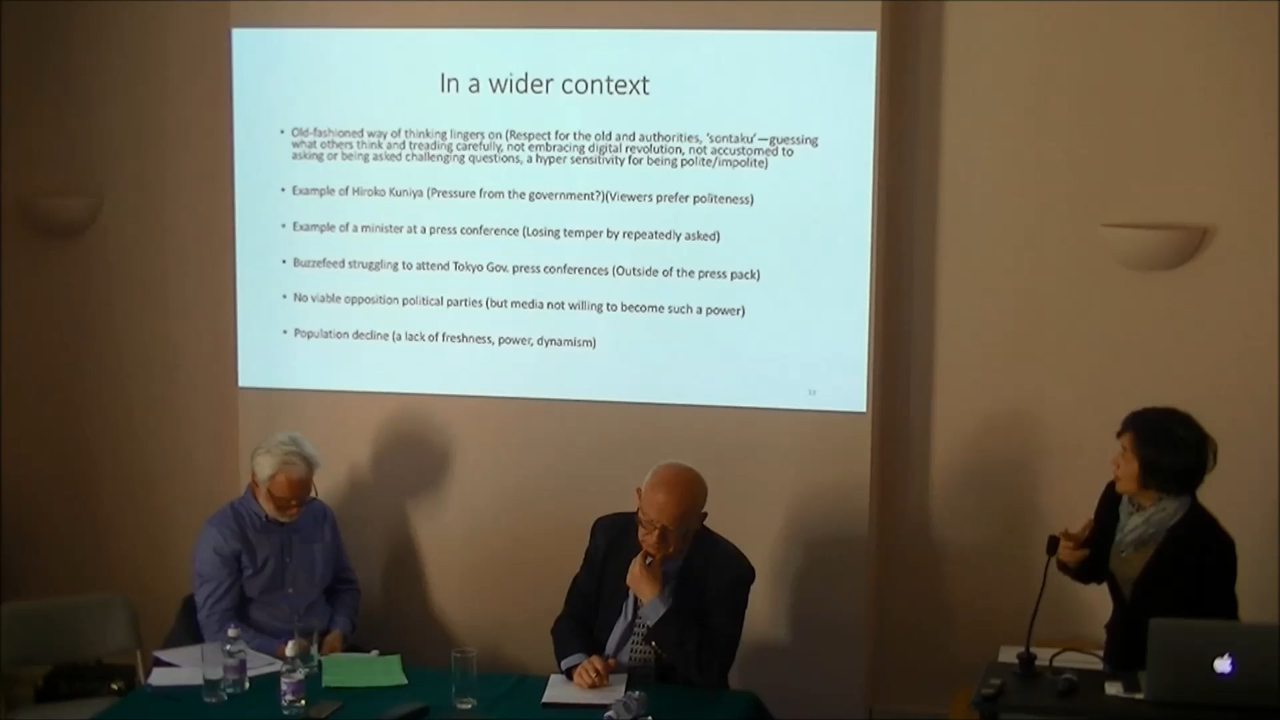 In a wider context
• Old-fashioned way of thinking lingers on (Respect for the old and authorities, 'sontaku'—guessing
what others think and treading carefully, not embracing digital revolution, not accustomed to
asking or being asked challenging questions, a hyper sensitivity for being polite/impolite)
• Example of Hiroko Kuniya (Pressure from the government?)(Viewers prefer politeness)
• Example of a minister at a press conference (Losing temper by repeatedly asked)
• Buzzefeed struggling to attend Tokyo Gov. press conferences (Outside of the press pack)
• No viable opposition political parties (but media not willing to become such a power)
• Population decline (a lack of freshness, power, dynamism)